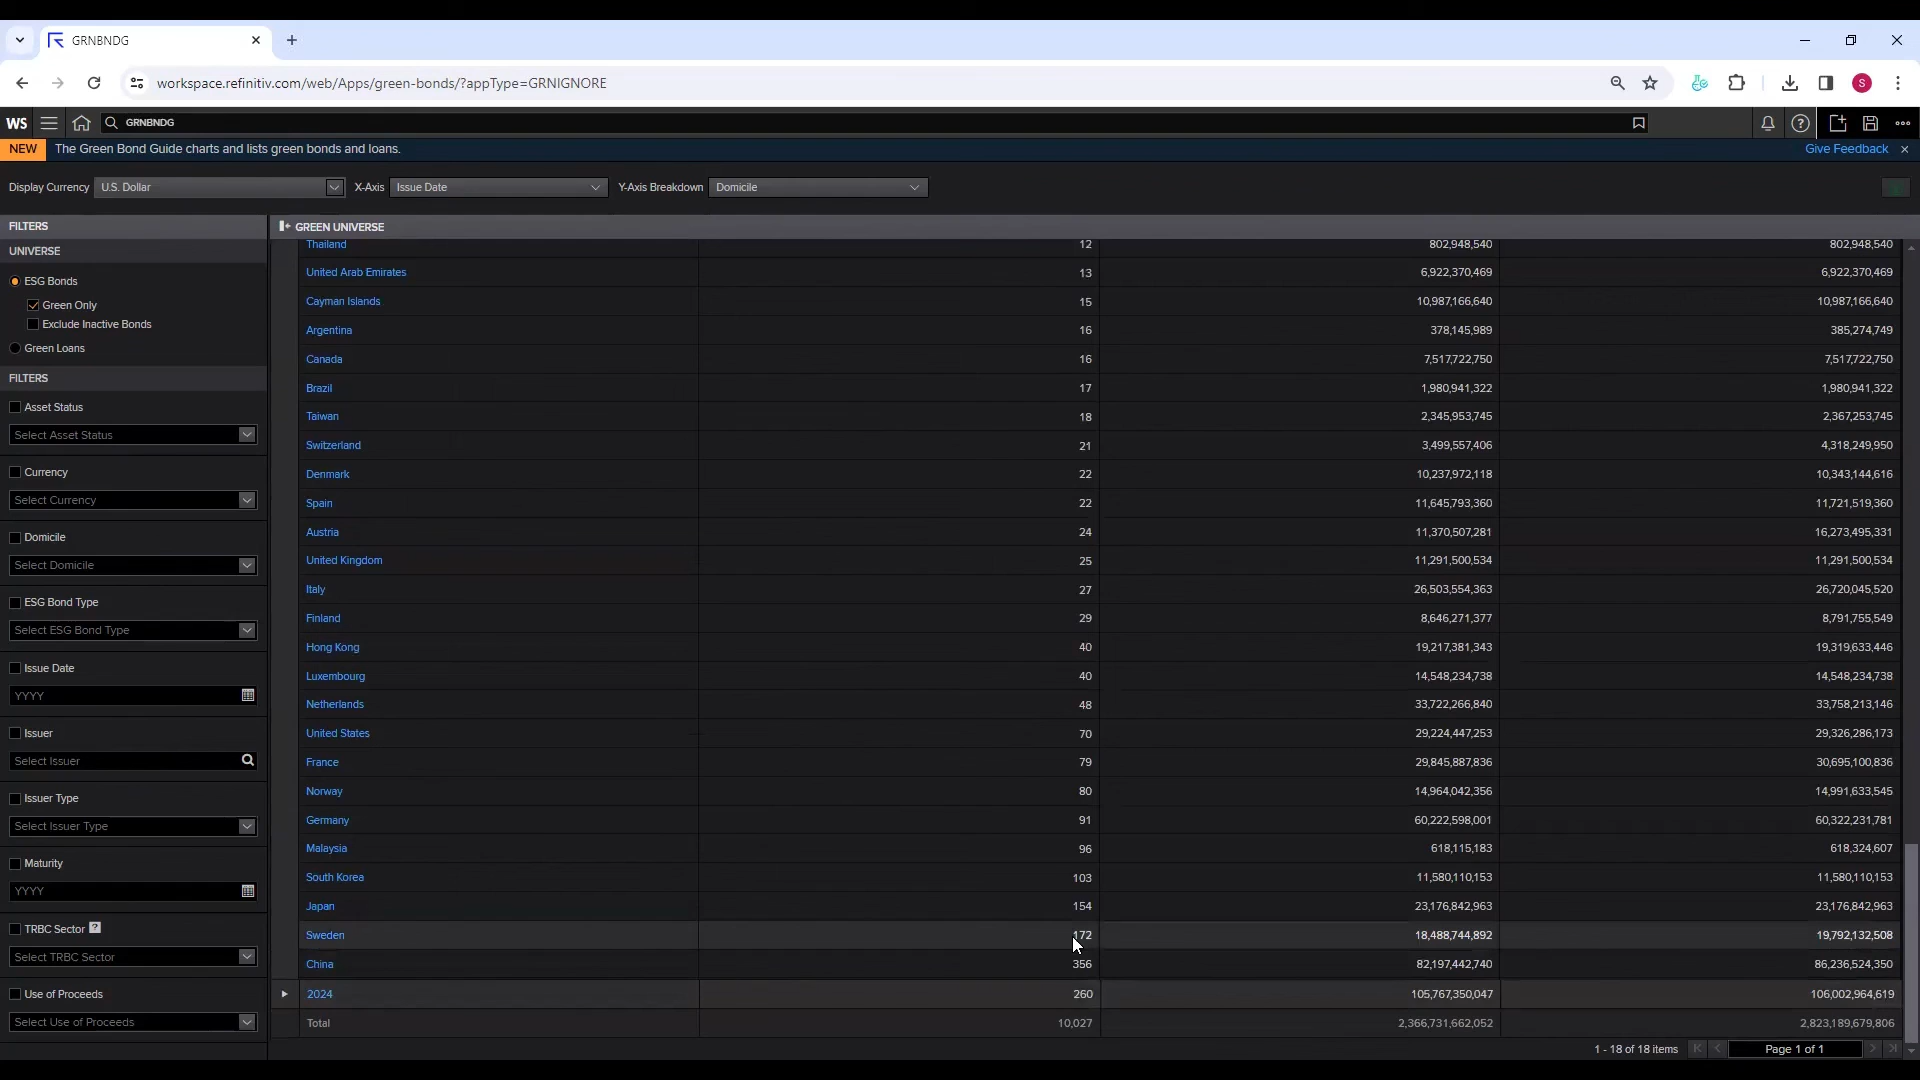 GRNBNDG
workspace.refinitiv.com/web/Apps/green-bonds/?appType=GRNIGNORE
S
WS
GRNBNDG
NEW The Green Bond Guide charts and lists green bonds and loans. Give Feedback
Display Currency U.S. Dollar X-Axis Issue Date Y-Axis Breakdown Domicile
FILTERS
UNIVERSE
ESG Bonds
Green Only
Exclude Inactive Bonds
Green Loans
FILTERS
Asset Status
Select Asset Status
Currency
Select Currency
Domicile
Select Domicile
ESG Bond Type
Select ESG Bond Type
Issue Date
YYYY
Issuer
Select Issuer
Issuer Type
Select Issuer Type
Maturity
YYYY
TRBC Sector ?
Select TRBC Sector
Use of Proceeds
Select Use of Proceeds
GREEN UNIVERSE
Thailand 12 802,948,540 802,948,540
United Arab Emirates 13 6,922,370,469 6,922,370,469
Cayman Islands 15 10,987,166,640 10,987,166,640
Argentina 16 378,145,989 385,274,749
Canada 16 7,517,722,750 7,517,722,750
Brazil 17 1,980,941,322 1,980,941,322
Taiwan 18 2,345,953,745 2,367,253,745
Switzerland 21 3,499,557,406 4,318,249,950
Denmark 22 10,237,972,118 10,343,144,616
Spain 22 11,645,793,360 11,721,519,360
Austria 24 11,370,507,281 16,273,495,331
United Kingdom 25 11,291,500,534 11,291,500,534
Italy 27 26,503,554,363 26,720,045,520
Finland 29 8,646,271,377 8,791,755,549
Hong Kong 40 19,217,381,343 19,319,633,446
Luxembourg 40 14,548,234,738 14,548,234,738
Netherlands 48 33,722,266,840 33,758,213,146
United States 70 29,224,447,253 29,326,286,173
France 79 29,845,887,836 30,695,100,836
Norway 80 14,964,042,356 14,991,633,545
Germany 91 60,222,598,001 60,322,231,781
Malaysia 96 618,115,183 618,324,607
South Korea 103 11,580,110,153 11,580,110,153
Japan 154 23,176,842,963 23,176,842,963
Sweden 172 18,488,744,892 19,792,132,508
China 356 82,197,442,740 86,236,524,350
2024 260 105,767,350,047 106,002,964,619
Total 10,027 2,366,731,662,052 2,823,189,679,806
1 - 18 of 18 items Page 1 of 1